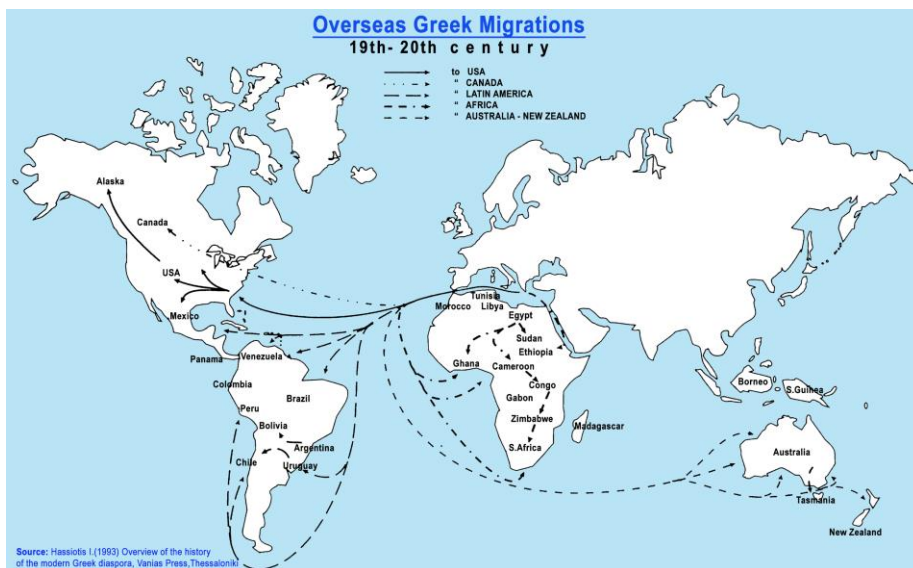 Overseas Greek Migrations
19th- 20th century
to USA
" CANADA
" LATIN AMERICA
" AFRICA
" AUSTRALIA - NEW ZEALAND
Alaska
Canada
USA
Mexico
Panama
Venezuela
Colombia
Brazil
Peru
Bolivia
Argentina
Chile
Uruguay
Tunisia
Morocco
Libya
Egypt
Sudan
Ethiopia
Ghana
Cameroon
Congo
Gabon
Zimbabwe
Madagascar
S.Africa
Borneo
S.Guinea
Australia
Tasmania
New Zealand
Source: Hassiotis I.(1993) Overview of the history
of the modern Greek diaspora, Vanias Press,Thessaloniki